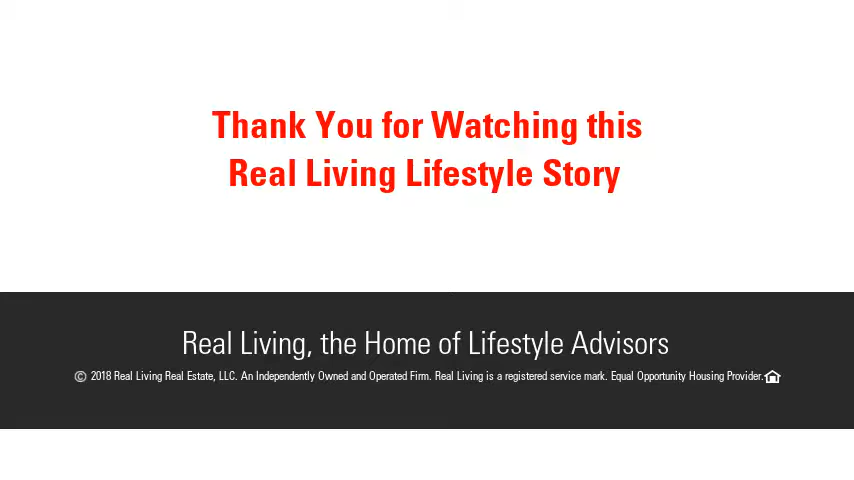 Thank You for Watching this
Real Living Lifestyle Story
Real Living, the Home of Lifestyle Advisors
© 2018 Real Living Real Estate, LLC. An Independently Owned and Operated Firm. Real Living is a registered service mark. Equal Opportunity Housing Provider.